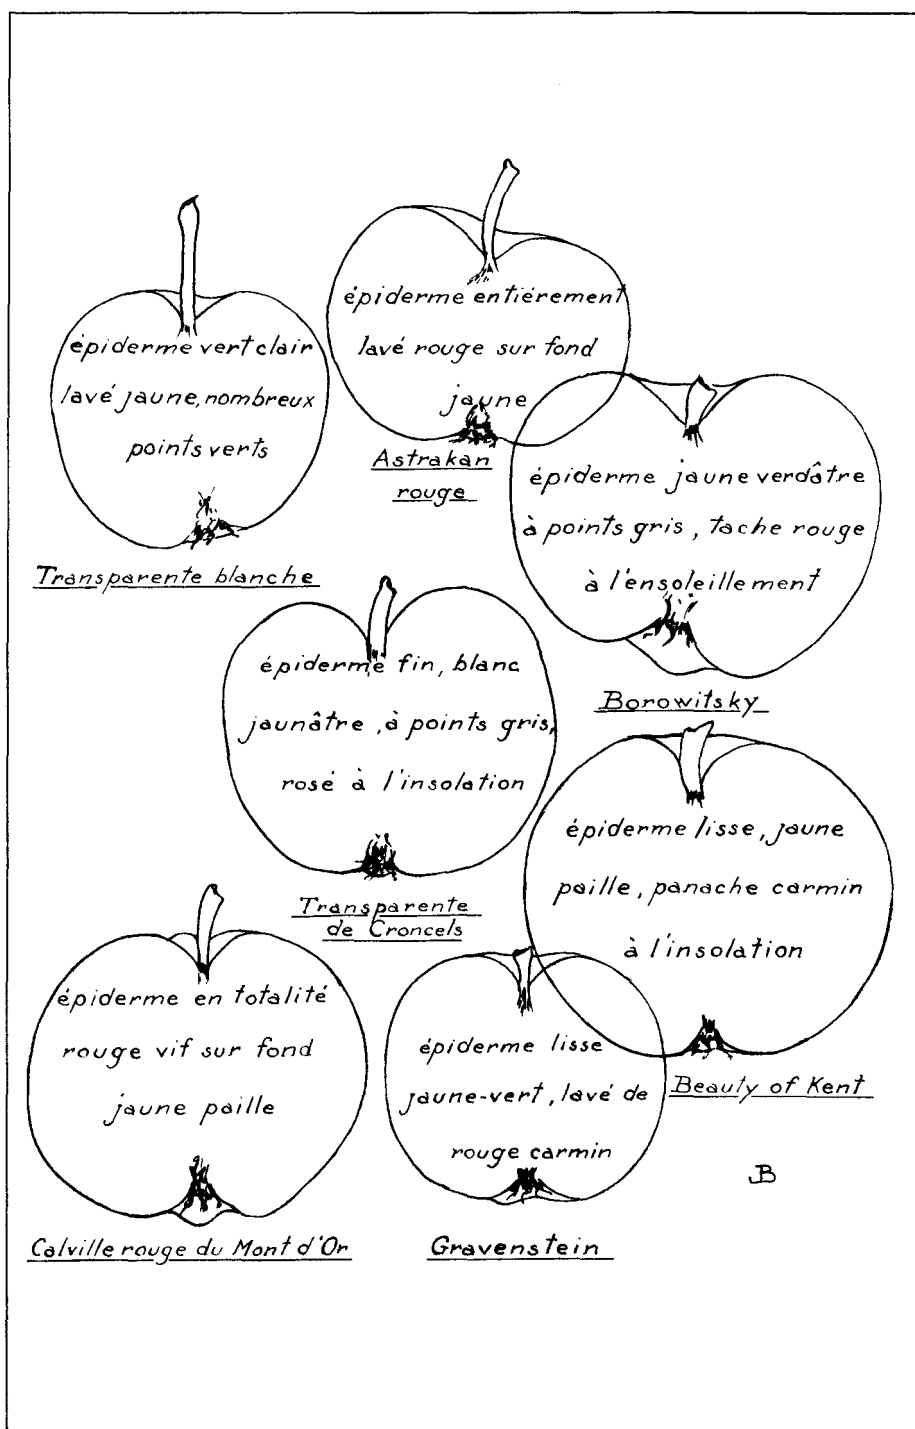 épiderme vert clair
lavé jaune, nombreux
points verts
Transparente blanche
épiderme entiérement
lavé rouge sur fond
jaune
Astrakan
rouge
épiderme jaune verdâtre
à points gris, tache rouge
à l'ensoleillement
Borowitsky
épiderme fin, blanc
jaunâtre, à points gris,
rosé à l'insolation
Transparente
de Croncels
épiderme lisse, jaune
paille, panache carmin
à l'insolation
Beauty of Kent
épiderme en totalité
rouge vif sur fond
jaune paille
Calville rouge du Mont d'Or
épiderme lisse
jaune-vert, lavé de
rouge carmin
Gravenstein
JB